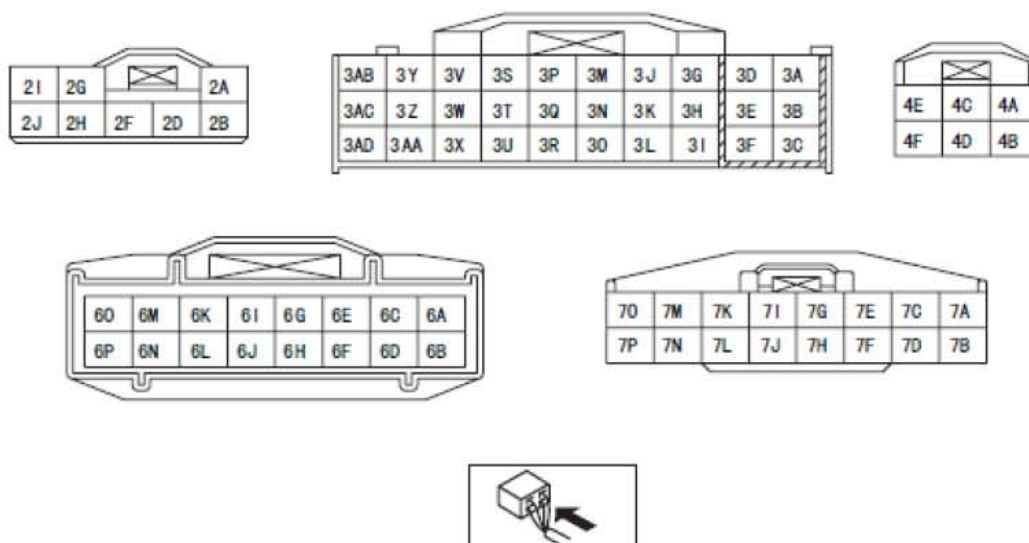 2I 2G 2A
2J 2H 2F 2D 2B
3AB 3Y 3V 3S 3P 3M 3J 3G 3D 3A
3AC 3Z 3W 3T 3Q 3N 3K 3H 3E 3B
3AD 3AA 3X 3U 3R 3O 3L 3I 3F 3C
4E 4C 4A
4F 4D 4B
6O 6M 6K 6I 6G 6E 6C 6A
6P 6N 6L 6J 6H 6F 6D 6B
7O 7M 7K 7I 7G 7E 7C 7A
7P 7N 7L 7J 7H 7F 7D 7B